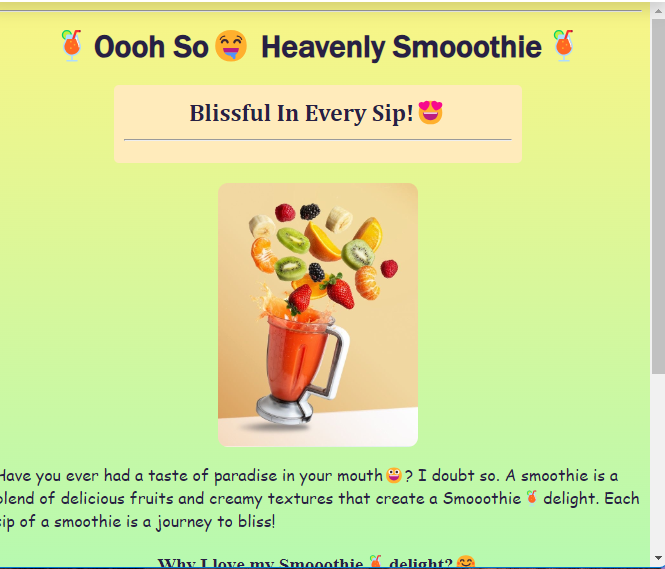 🍹 Oooh So🤤 Heavenly Smooothie 🍹
Blissful In Every Sip!😍
Have you ever had a taste of paradise in your mouth😀? I doubt so. A smoothie is a
blend of delicious fruits and creamy textures that create a Smooothie🍹delight. Each
sip of a smoothie is a journey to bliss!
Why I love my Smooothie🍹 delight?🤗